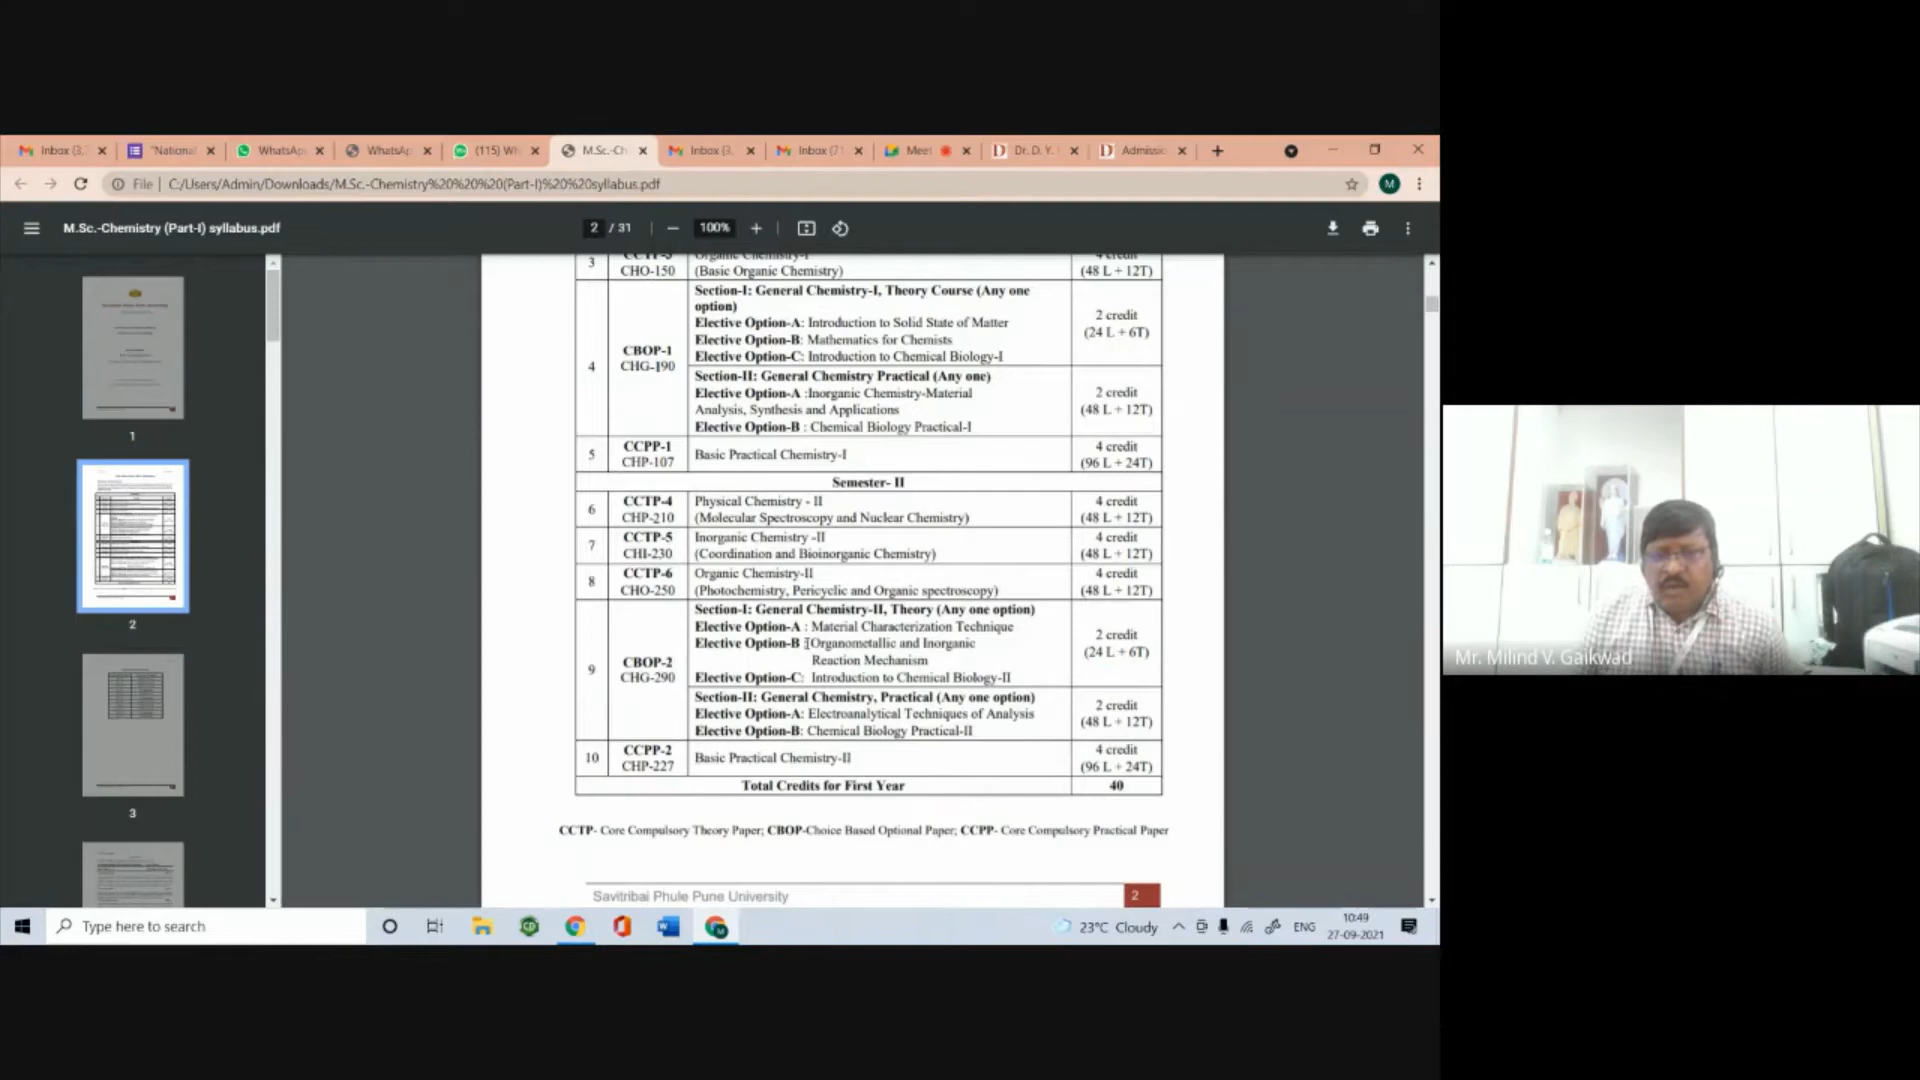 Inbox (3,
"National
WhatsAp
WhatsAp
(115) Wh
M.Sc.-Ch
Inbox (3,
Inbox (71
Meet
Dr. D. Y.
Admissio
File | C:/Users/Admin/Downloads/M.Sc.-Chemistry%20%20%20(Part-I)%20%20syllabus.pdf
M
M.Sc.-Chemistry (Part-I) syllabus.pdf
2 / 31
100%
1
2
3
3 CCTP-3 Organic Chemistry-I 4 credit
CHO-150 (Basic Organic Chemistry) (48 L + 12T)
Section-I: General Chemistry-I, Theory Course (Any one
option)
Elective Option-A: Introduction to Solid State of Matter
Elective Option-B: Mathematics for Chemists
Elective Option-C: Introduction to Chemical Biology-I
2 credit
(24 L + 6T)
4
CBOP-1
CHG-190
Section-II: General Chemistry Practical (Any one)
Elective Option-A :Inorganic Chemistry-Material
Analysis, Synthesis and Applications
Elective Option-B : Chemical Biology Practical-I
2 credit
(48 L + 12T)
5 CCPP-1 Basic Practical Chemistry-I 4 credit
CHP-107 (96 L + 24T)
Semester- II
6 CCTP-4 Physical Chemistry - II 4 credit
CHP-210 (Molecular Spectroscopy and Nuclear Chemistry) (48 L + 12T)
7 CCTP-5 Inorganic Chemistry -II 4 credit
CHI-230 (Coordination and Bioinorganic Chemistry) (48 L + 12T)
8 CCTP-6 Organic Chemistry-II 4 credit
CHO-250 (Photochemistry, Pericyclic and Organic spectroscopy) (48 L + 12T)
Section-I: General Chemistry-II, Theory (Any one option)
Elective Option-A : Material Characterization Technique
Elective Option-B : Organometallic and Inorganic
Reaction Mechanism
Elective Option-C: Introduction to Chemical Biology-II
2 credit
(24 L + 6T)
9
CBOP-2
CHG-290
Section-II: General Chemistry, Practical (Any one option)
Elective Option-A: Electroanalytical Techniques of Analysis
Elective Option-B: Chemical Biology Practical-II
2 credit
(48 L + 12T)
10 CCPP-2 Basic Practical Chemistry-II 4 credit
CHP-227 (96 L + 24T)
Total Credits for First Year 40
CCTP- Core Compulsory Theory Paper; CBOP-Choice Based Optional Paper; CCPP- Core Compulsory Practical Paper
Savitribai Phule Pune University 2
Mr. Milind V. Gaikwad
Type here to search
23°C Cloudy
ENG
10:49
27-09-2021